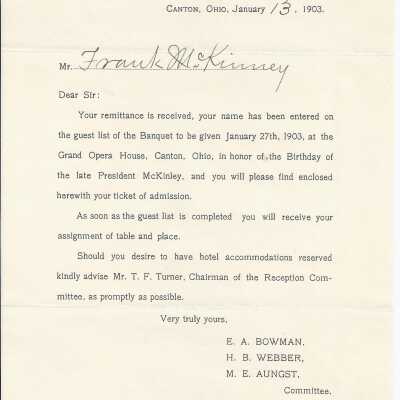 CANTON, OHIO, January 13, 1903.
Mr. Frank McKinney
Dear Sir:
Your remittance is received, your name has been entered on
the guest list of the Banquet to be given January 27th, 1903, at the
Grand Opera House, Canton, Ohio, in honor of the Birthday of
the late President McKinley, and you will please find enclosed
herewith your ticket of admission.
As soon as the guest list is completed you will receive your
assignment of table and place.
Should you desire to have hotel accommodations reserved
kindly advise Mr. T. F. Turner, Chairman of the Reception Com-
mittee, as promptly as possible.
Very truly yours,
E. A. BOWMAN,
H. B. WEBBER,
M. E. AUNGST,
Committee.